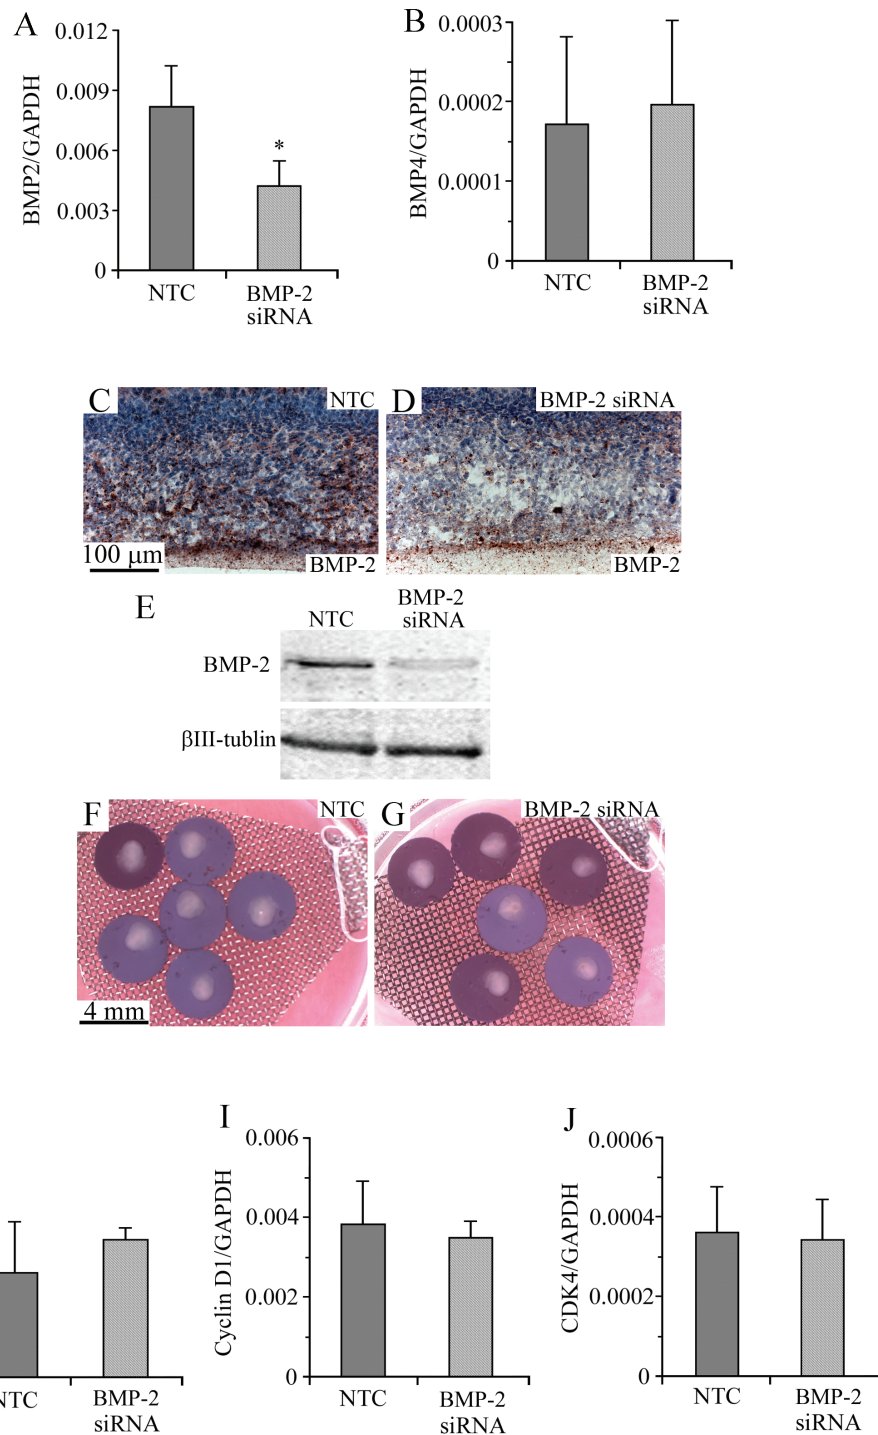 A
BMP2/GAPDH
0.012
0.009
0.006
0.003
0
*
NTC
BMP-2
siRNA
B
BMP4/GAPDH
0.0003
0.0002
0.0001
0
NTC
BMP-2
siRNA
C
NTC
100 μm
BMP-2
D
BMP-2 siRNA
BMP-2
E
NTC
BMP-2
siRNA
BMP-2
βIII-tublin
F
NTC
4 mm
G
BMP-2 siRNA
NTC
BMP-2
siRNA
I
Cyclin D1/GAPDH
0.006
0.004
0.002
0
NTC
BMP-2
siRNA
J
CDK4/GAPDH
0.0006
0.0004
0.0002
0
NTC
BMP-2
siRNA